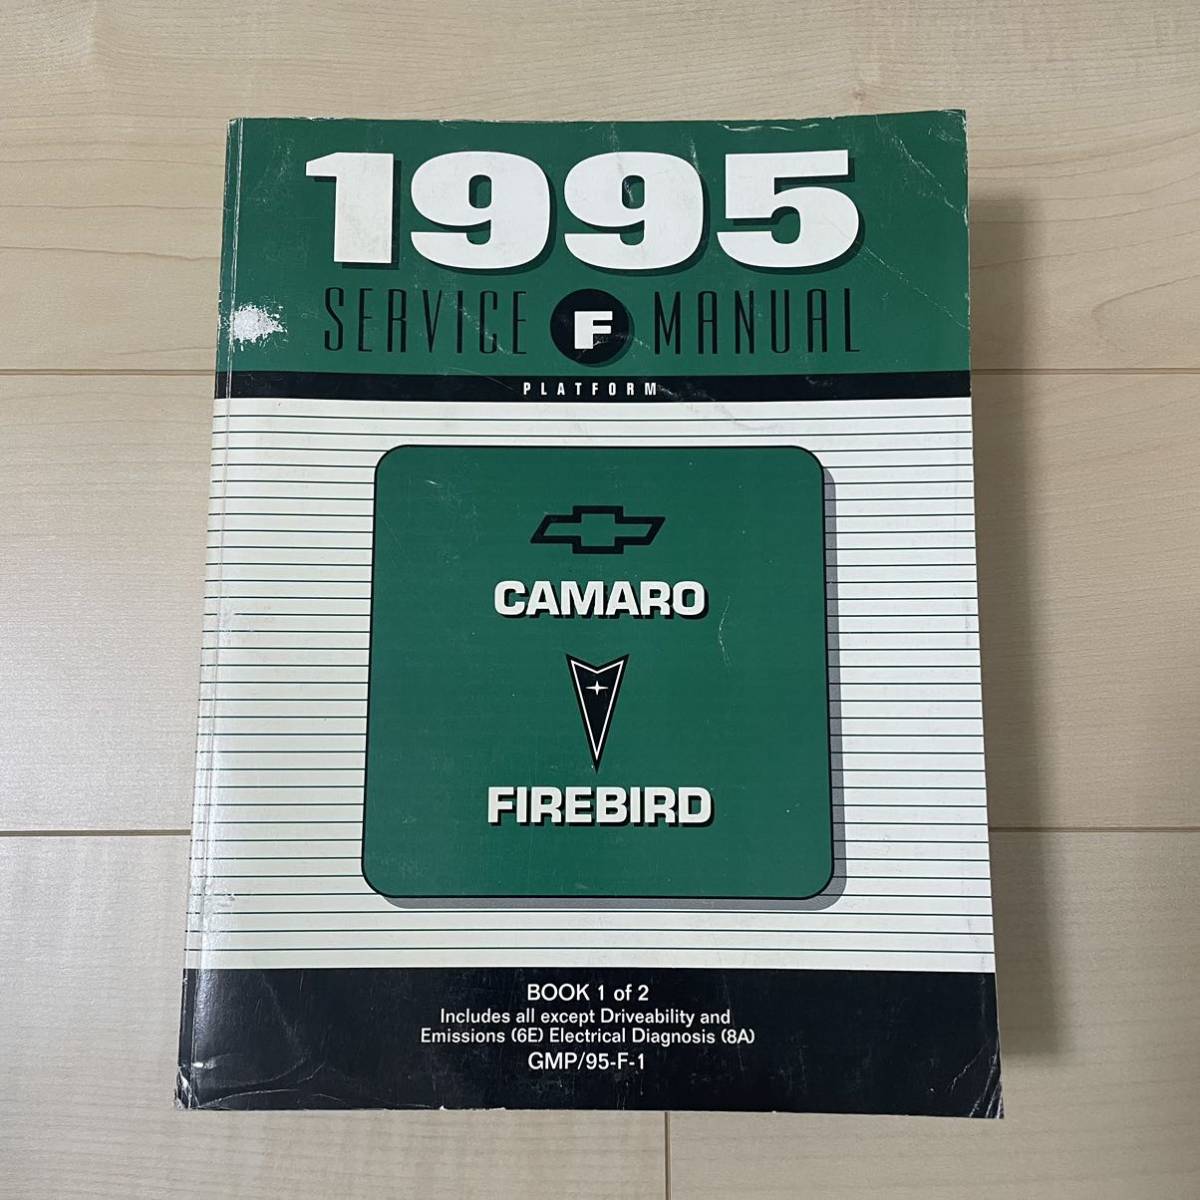 1995
SERVICE F MANUAL
PLATFORM
CAMARO
FIREBIRD
BOOK 1 of 2
Includes all except Driveability and
Emissions (6E) Electrical Diagnosis (8A)
GMP/95-F-1